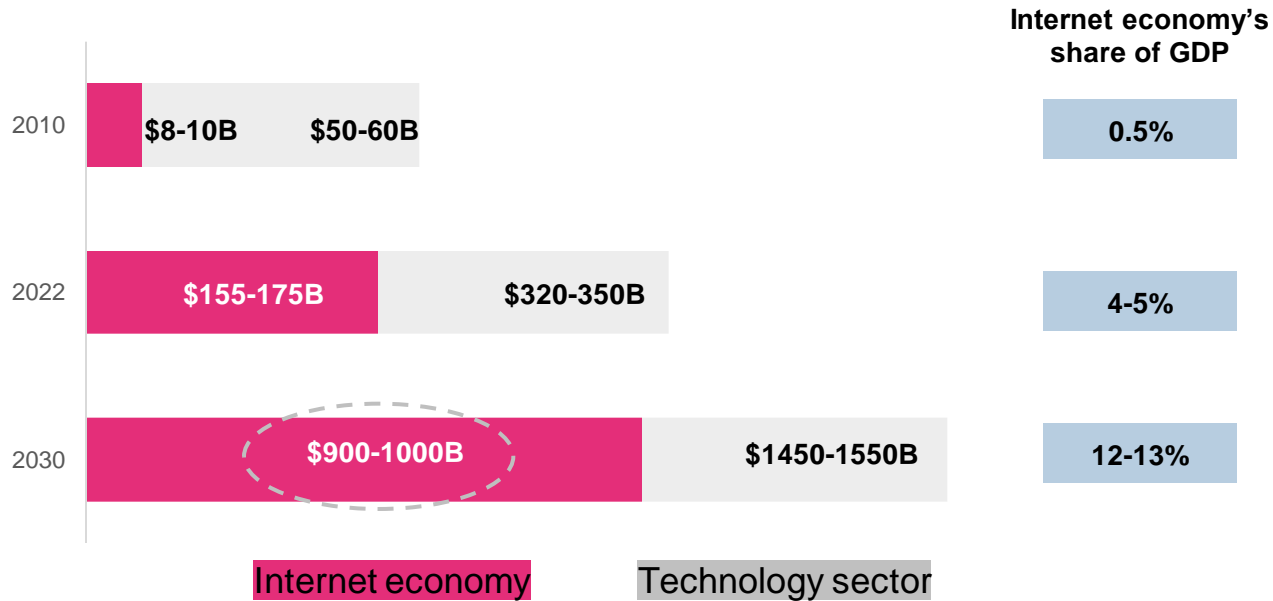 Internet economy’s
share of GDP
2010
$8-10B
$50-60B
0.5%
2022
$155-175B
$320-350B
4-5%
2030
$900-1000B
$1450-1550B
12-13%
Internet economy
Technology sector